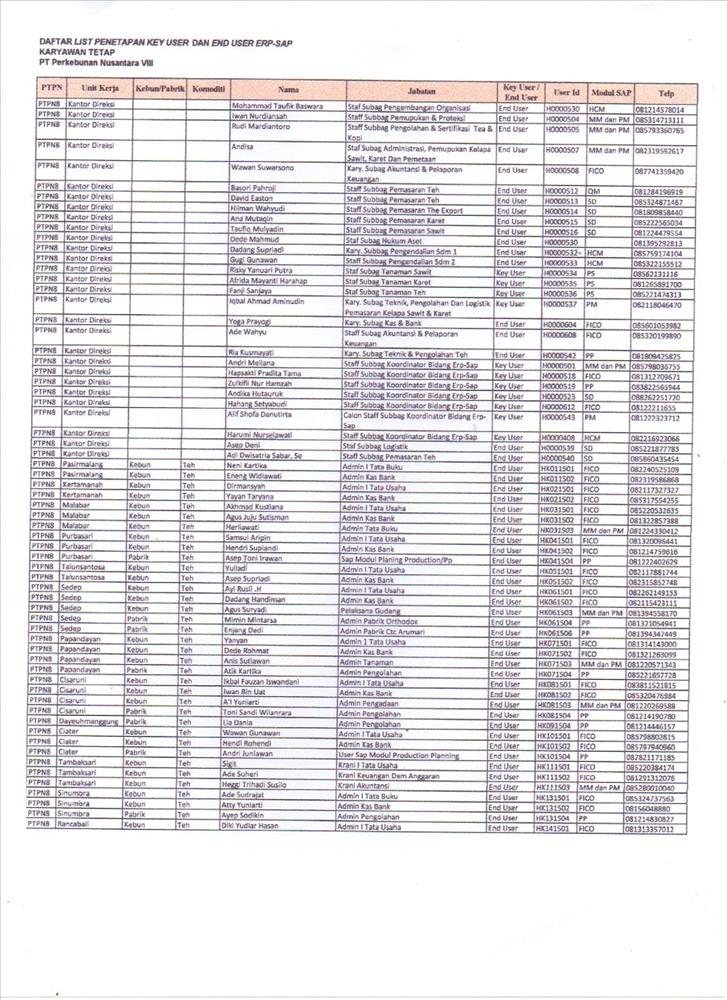 DAFTAR LIST PENETAPAN KEY USER DAN END USER ERP-SAP
KARYAWAN TETAP
PT Perkebunan Nusantara VIII
PTPN Unit Kerja Kebun/Pabrik Komoditi Nama Jabatan Key User / End User User Id Modul SAP Telp
PTPN8 Kantor Direksi Mohammad Taufik Baswara Staf Subag Pengembangan Organisasi End User H0000530 HCM 081214578014
PTPN8 Kantor Direksi Iwan Nurdiansah Staff Subbag Pemupukan & Proteksi End User H0000504 MM dan PM 085314713111
PTPN8 Kantor Direksi Rudi Mardiantoro Staff Subbag Pengolahan & Sertifikasi Tea & Kopi End User H0000505 MM dan PM 085793360765
PTPN8 Kantor Direksi Andisa Staf Subag Administrasi, Pemupukan Kelapa Sawit, Karet Dan Pemetaan End User H0000507 MM dan PM 082319592617
PTPN8 Kantor Direksi Wawan Suwarsono Kary. Subag Akuntansi & Pelaporan Keuangan End User H0000508 FICO 087741359420
PTPN8 Kantor Direksi Basori Pahroji Staff Subbag Pemasaran Teh End User H0000512 QM 081284196919
PTPN8 Kantor Direksi David Easton Staff Subbag Pemasaran Teh End User H0000513 SD 085324871467
PTPN8 Kantor Direksi Hilman Wahyudi Staff Subbag Pemasaran The Export End User H0000514 SD 081809858440
PTPN8 Kantor Direksi Ana Mutaqin Staff Subbag Pemasaran Karet End User H0000515 SD 085222565034
PTPN8 Kantor Direksi Taufiq Mulyadin Staff Subbag Pemasaran Sawit End User H0000516 SD 081224479554
PTPN8 Kantor Direksi Dede Mahmud Staf Subag Hukum Aset End User H0000530 081395292813
PTPN8 Kantor Direksi Dadang Supriadi Kary. Subbag Pengendalian Sdm 1 End User H0000532 HCM 085759174104
PTPN8 Kantor Direksi Gugi Gunawan Staff Subbag Pengendalian Sdm 2 End User H0000533 HCM 085322155512
PTPN8 Kantor Direksi Risky Yanuari Putra Staf Subag Tanaman Sawit Key User H0000534 PS 08562131116
PTPN8 Kantor Direksi Afrida Mayanti Harahap Staf Subag Tanaman Karet Key User H0000535 PS 081265891700
PTPN8 Kantor Direksi Fanji Sanjaya Staf Subag Tanaman Teh Key User H0000536 PS 085221474313
PTPN8 Kantor Direksi Iqbal Ahmad Aminudin Kary. Subag Teknik, Pengolahan Dan Logistik Pemasaran Kelapa Sawit & Karet Key User H0000537 PM 082118046470
PTPN8 Kantor Direksi Yoga Prayogi Kary. Subag Kas & Bank End User H0000604 FICO 085601053982
PTPN8 Kantor Direksi Ade Wahyu Staff Subag Akuntansi & Pelaporan Keuangan End User H0000608 FICO 085320199890
PTPN8 Kantor Direksi Ria Kusmayati Kary. Subag Teknik & Pengolahan Teh End User H0000542 PP 081809425825
PTPN8 Kantor Direksi Andri Meilana Staff Subbag Koordinator Bidang Erp-Sap Key User H0000501 MM dan PM 085798036755
PTPN8 Kantor Direksi Hapsakti Pradita Tama Staff Subbag Koordinator Bidang Erp-Sap Key User H0000518 FICO 081312709671
PTPN8 Kantor Direksi Zulkifli Nur Hamzah Staff Subbag Koordinator Bidang Erp-Sap Key User H0000519 PP 083822565944
PTPN8 Kantor Direksi Andika Hutauruk Staff Subbag Koordinator Bidang Erp-Sap Key User H0000523 SD 088262251720
PTPN8 Kantor Direksi Hahang Setyabudi Staff Subbag Koordinator Bidang Erp-Sap Key User H0000612 FICO 08122211655
PTPN8 Kantor Direksi Alif Shofa Danutirta Calon Staff Subbag Koordinator Bidang Erp-Sap Key User H0000543 PM 081222323712
PTPN8 Kantor Direksi Harumi Nurselawati Staff Subbag Koordinator Bidang Erp-Sap Key User H0000408 HCM 082216923066
PTPN8 Kantor Direksi Asep Deni Staf Subbag Logistik End User H0000539 SD 085221877783
PTPN8 Kantor Direksi Adi Dwisatria Sabar, Se Staff Subbag Pemasaran Teh End User H0000540 SD 085860435454
PTPN8 Pasirmalang Kebun Teh Neni Kartika Admin I Tata Buku End User HK011501 FICO 082240525109
PTPN8 Pasirmalang Kebun Teh Eneng Widiawati Admin Kas Bank End User HK011502 FICO 082319586868
PTPN8 Kertamanah Kebun Teh Dirmansyah Admin I Tata Usaha End User HK021501 FICO 082117327327
PTPN8 Kertamanah Kebun Teh Yayan Taryana Admin Kas Bank End User HK021502 FICO 085317554255
PTPN8 Malabar Kebun Teh Akhmad Kustiana Admin I Tata Usaha End User HK031501 FICO 085220532635
PTPN8 Malabar Kebun Teh Agus Juju Sutisman Admin Kas Bank End User HK031502 FICO 081322857388
PTPN8 Malabar Kebun Teh Herliawati Admin Tata Buku End User HK031503 MM dan PM 081224330412
PTPN8 Purbasari Kebun Teh Samsul Aripin Admin I Tata Usaha End User HK041501 FICO 081320095441
PTPN8 Purbasari Kebun Teh Hendri Supiandi Admin Kas Bank End User HK041502 FICO 081214759616
PTPN8 Purbasari Pabrik Teh Asep Toni Irawan Sap Modul Planing Production/Pp End User HK041504 PP 081222402629
PTPN8 Talunsantosa Kebun Teh Yuliadi Admin I Tata Usaha End User HK051501 FICO 082117881744
PTPN8 Talunsantosa Kebun Teh Asep Supriadi Admin Kas Bank End User HK051502 FICO 082315852748
PTPN8 Sedep Kebun Teh Ayi Rusli .H Admin I Tata Usaha End User HK061501 FICO 082262149153
PTPN8 Sedep Kebun Teh Dadang Handiman Admin Kas Bank End User HK061502 FICO 082115423111
PTPN8 Sedep Kebun Teh Agus Suryadi Pelaksana Gudang End User HK061503 MM dan PM 081394558170
PTPN8 Sedep Pabrik Teh Mimin Mintarsa Admin Pabrik Orthodox End User HK061504 PP 081321054941
PTPN8 Sedep Pabrik Teh Enjang Dedi Admin Pabrik Ctc Arumari End User HK061506 PP 081394347449
PTPN8 Papandayan Kebun Teh Yanyan Admin 1 Tata Usaha End User HK071501 FICO 081314143000
PTPN8 Papandayan Kebun Teh Dede Rohmat Admin Kas Bank End User HK071502 FICO 081321263099
PTPN8 Papandayan Kebun Teh Anis Sutiawan Admin Tanaman End User HK071503 MM dan PM 081220571343
PTPN8 Papandayan Pabrik Teh Atik Kartika Admin Pengolahan End User HK071504 PP 085221657728
PTPN8 Cisaruni Kebun Teh Ikbal Fauzan Iswandani Admin I Tata Usaha End User HK081501 FICO 083811521815
PTPN8 Cisaruni Kebun Teh Iwan Bin Uat Admin Kas Bank End User HK081502 FICO 085320476984
PTPN8 Cisaruni Kebun Teh A'I Yuniarti Admin Pengadaan End User HK081503 MM dan PM 081220269588
PTPN8 Cisaruni Pabrik Teh Toni Sandi Wilanrara Admin Pengolahan End User HK081504 PP 081214190780
PTPN8 Dayeuhmanggung Pabrik Teh Lia Dania Admin Pengolahan End User HK091504 PP 081214446157
PTPN8 Ciater Kebun Teh Wawan Gunawan Admin I Tata Usaha End User HK101501 FICO 085798802815
PTPN8 Ciater Kebun Teh Hendi Rohendi Admin Kas Bank End User HK101502 FICO 085797940960
PTPN8 Ciater Pabrik Teh Andri Juniawan User Sap Modul Production Planning End User HK101504 PP 087821171185
PTPN8 Tambaksari Kebun Teh Sigit Krani I Tata Usaha End User HK111501 FICO 085220384174
PTPN8 Tambaksari Kebun Teh Ade Suheri Krani Keuangan Dam Anggaran End User HK111502 FICO 081291312076
PTPN8 Tambaksari Kebun Teh Heggi Trihadi Susilo Krani Akuntansi End User HK111503 MM dan PM 085280010040
PTPN8 Sinumbra Kebun Teh Ade Sudrajat Admin I Tata Buku End User HK131501 FICO 085324737563
PTPN8 Sinumbra Kebun Teh Atty Yuniarti Admin Kas Bank End User HK131502 FICO 08156048880
PTPN8 Sinumbra Pabrik Teh Ayep Sodikin Admin Pengolahan End User HK131504 PP 081214830827
PTPN8 Rancabali Kebun Teh Diki Yudiar Hasan Admin I Tata Usaha End User HK141501 FICO 081313357012